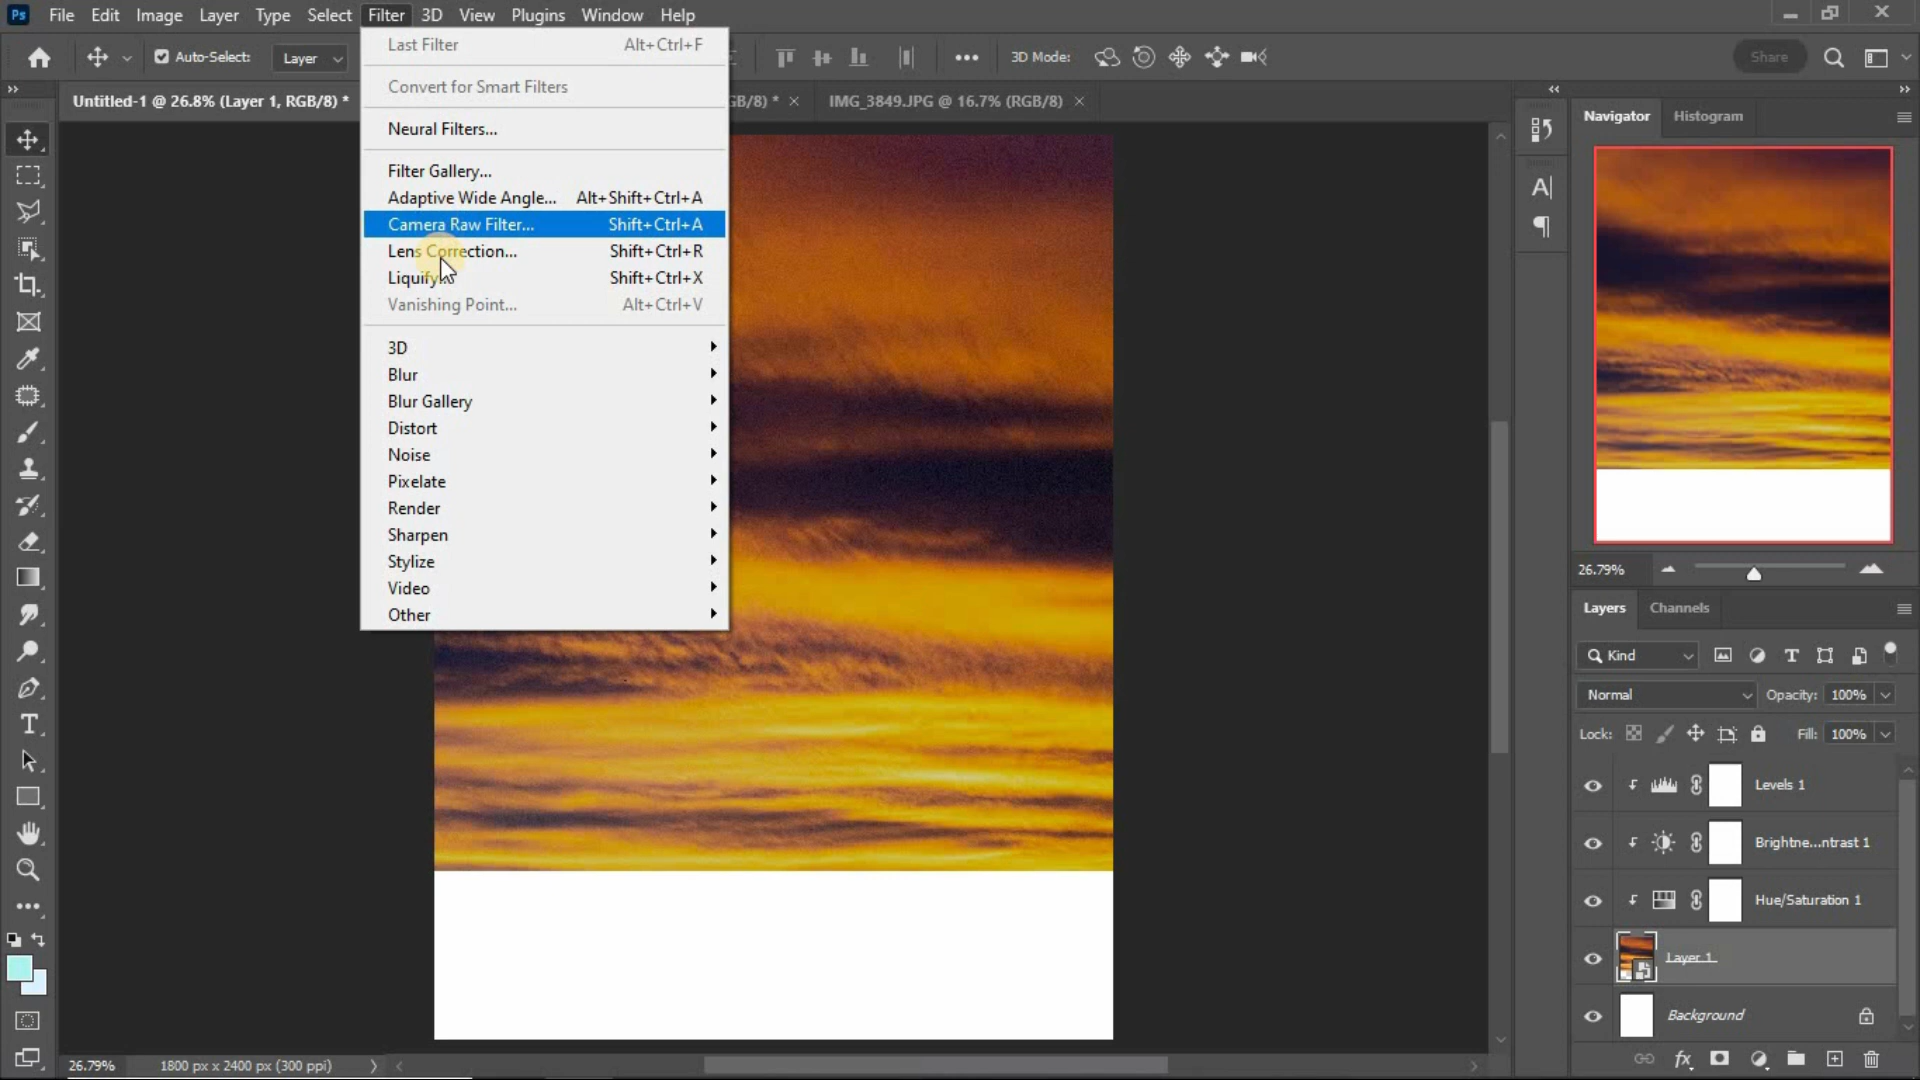 Ps File Edit Image Layer Type Select Filter 3D View Plugins Window Help
Auto-Select: Layer 3D Mode: Share
Untitled-1 @ 26.8% (Layer 1, RGB/8) * GB/8) * × IMG_3849.JPG @ 16.7% (RGB/8) ×
Last Filter Alt+Ctrl+F
Convert for Smart Filters
Neural Filters...
Filter Gallery...
Adaptive Wide Angle... Alt+Shift+Ctrl+A
Camera Raw Filter... Shift+Ctrl+A
Lens Correction... Shift+Ctrl+R
Liquify... Shift+Ctrl+X
Vanishing Point... Alt+Ctrl+V
3D
Blur
Blur Gallery
Distort
Noise
Pixelate
Render
Sharpen
Stylize
Video
Other
Navigator Histogram
26.79%
Layers Channels
Kind
Normal Opacity: 100%
Lock: Fill: 100%
Levels 1
Brightne...ntrast 1
Hue/Saturation 1
Layer 1
Background
fx
26.79% 1800 px x 2400 px (300 ppi)